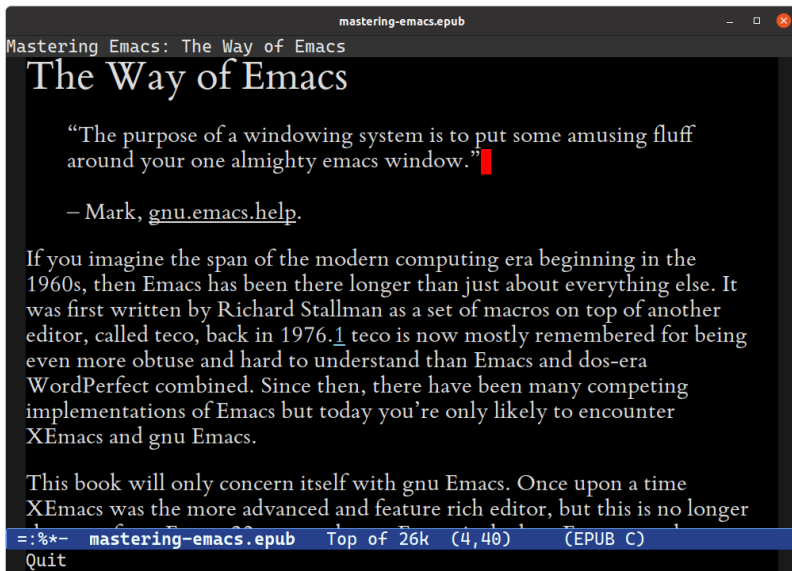 mastering-emacs.epub
Mastering Emacs: The Way of Emacs
The Way of Emacs
“The purpose of a windowing system is to put some amusing fluff
around your one almighty emacs window.”
– Mark, gnu.emacs.help.
If you imagine the span of the modern computing era beginning in the
1960s, then Emacs has been there longer than just about everything else. It
was first written by Richard Stallman as a set of macros on top of another
editor, called teco, back in 1976.1 teco is now mostly remembered for being
even more obtuse and hard to understand than Emacs and dos-era
WordPerfect combined. Since then, there have been many competing
implementations of Emacs but today you’re only likely to encounter
XEmacs and gnu Emacs.
This book will only concern itself with gnu Emacs. Once upon a time
XEmacs was the more advanced and feature rich editor, but this is no longer
=:%*- mastering-emacs.epub Top of 26k (4,40) (EPUB C)
Quit